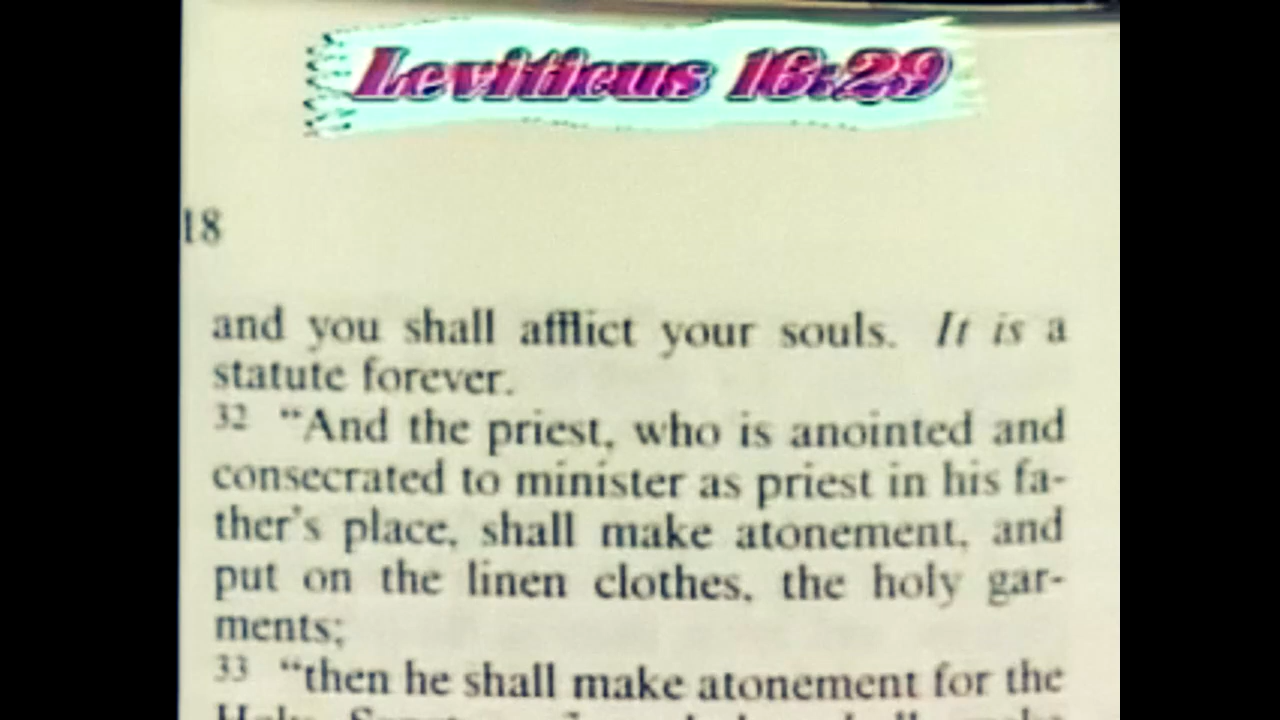 Leviticus 16:29
18
and you shall afflict your souls. It is a
statute forever.
32 “And the priest, who is anointed and
consecrated to minister as priest in his fa-
ther's place, shall make atonement, and
put on the linen clothes, the holy gar-
ments;
33 “then he shall make atonement for the